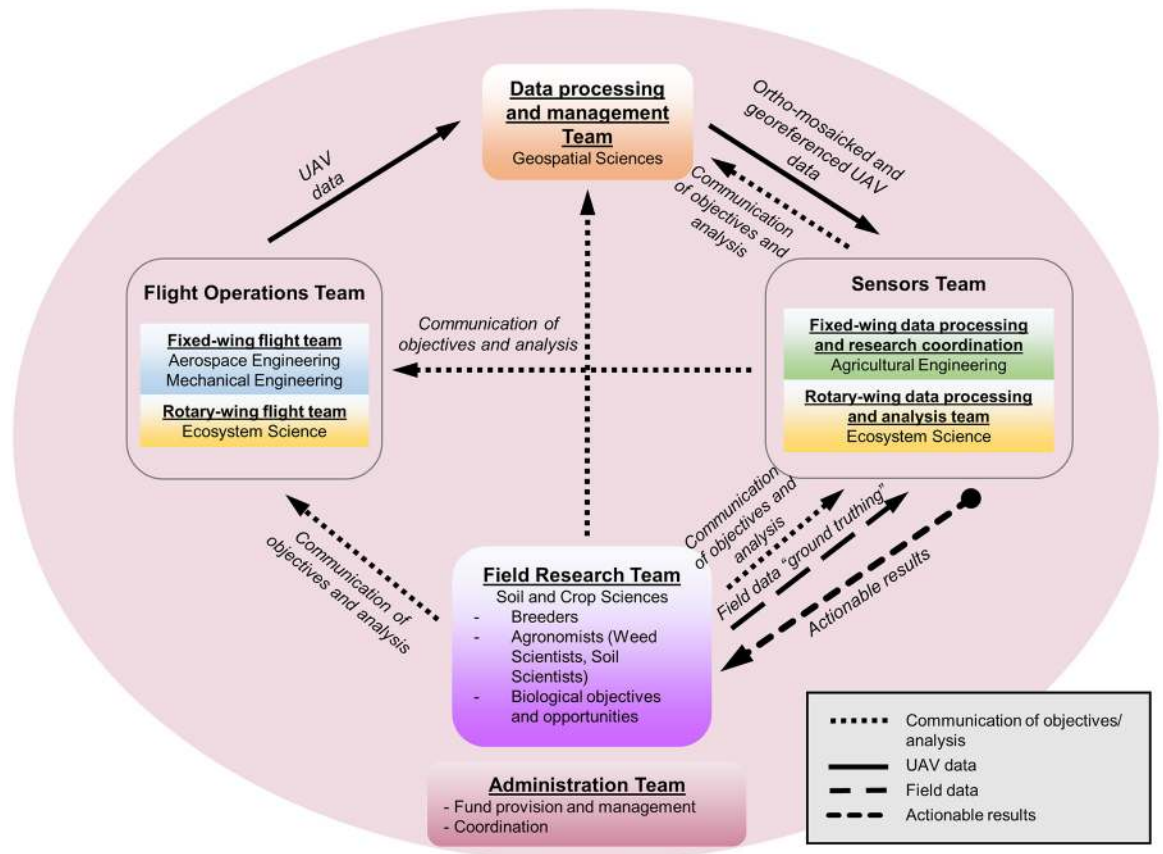 Data processing
and management
Team
Geospatial Sciences
UAV
data
Ortho-mosaicked and
georeferenced UAV
data
Communication
of objectives and
analysis
Flight Operations Team
Fixed-wing flight team
Aerospace Engineering
Mechanical Engineering
Rotary-wing flight team
Ecosystem Science
Communication of
objectives and analysis
Sensors Team
Fixed-wing data processing
and research coordination
Agricultural Engineering
Rotary-wing data processing
and analysis team
Ecosystem Science
Communication of
objectives and analysis
Communication
of objectives and
analysis
Field data “ground truthing”
Actionable results
Field Research Team
Soil and Crop Sciences
- Breeders
- Agronomists (Weed
Scientists, Soil
Scientists)
- Biological objectives
and opportunities
Administration Team
- Fund provision and management
- Coordination
Communication of objectives/
analysis
UAV data
Field data
Actionable results